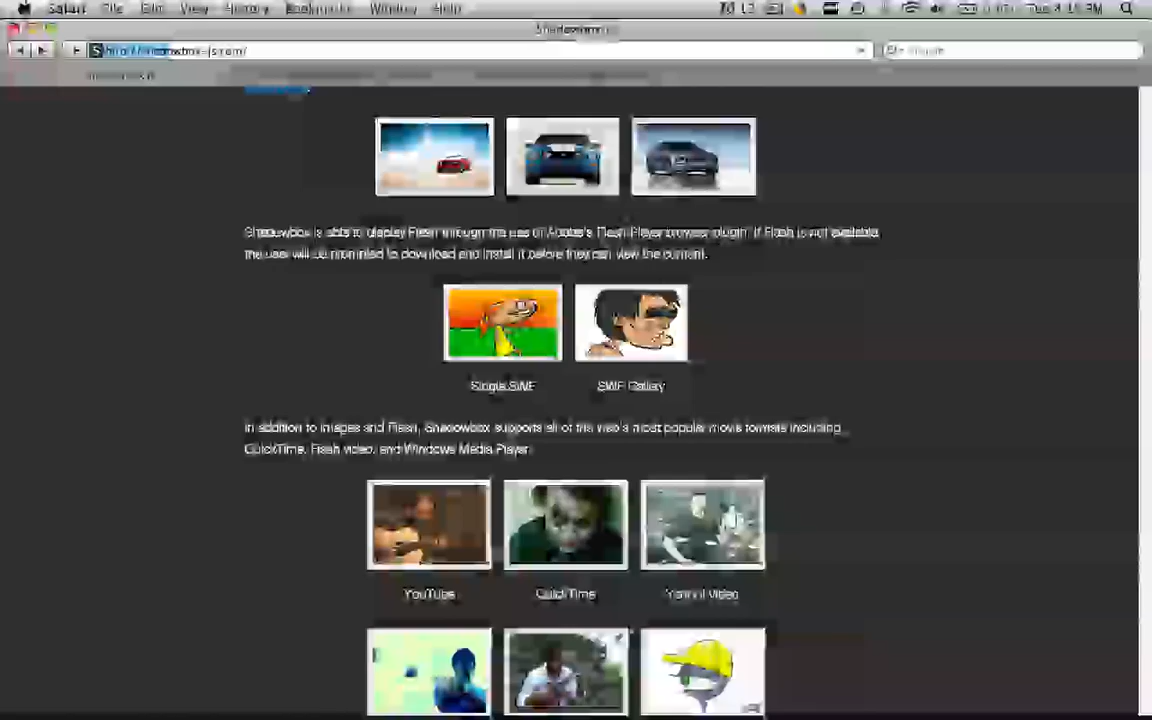 Safari File Edit View History Bookmarks Window Help
Shadowbox is able to display Flash through the use of Adobe's Flash Player browser plugin. If Flash is not available,
the user will be prompted to download and install it before they can view the content.
Single SWF SWF Gallery
In addition to images and Flash, Shadowbox supports all of the web's most popular movie formats including
QuickTime, Flash video, and Windows Media Player.
YouTube QuickTime Yahoo! Video